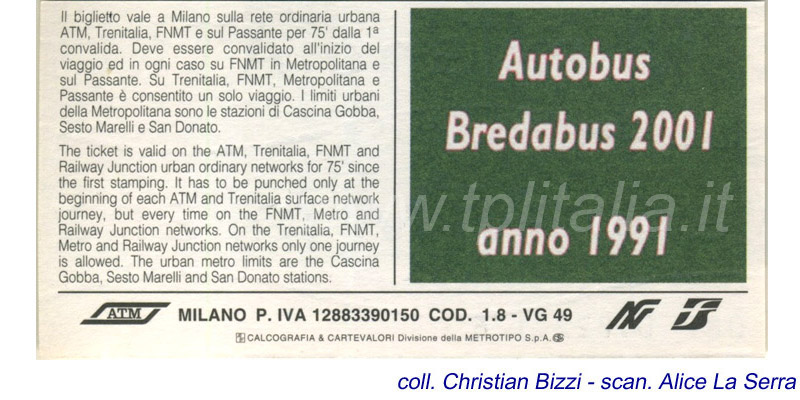 Il biglietto vale a Milano sulla rete ordinaria urbana
ATM, Trenitalia, FNMT e sul Passante per 75' dalla 1ª
convalida. Deve essere convalidato all'inizio del
viaggio ed in ogni caso su FNMT in Metropolitana e
sul Passante. Su Trenitalia, FNMT, Metropolitana e
Passante è consentito un solo viaggio. I limiti urbani
della Metropolitana sono le stazioni di Cascina Gobba,
Sesto Marelli e San Donato.
The ticket is valid on the ATM, Trenitalia, FNMT and
Railway Junction urban ordinary networks for 75' since
the first stamping. It has to be punched only at the
beginning of each ATM and Trenitalia surface network
journey, but every time on the FNMT, Metro and
Railway Junction networks. On the Trenitalia, FNMT,
Metro and Railway Junction networks only one journey
is allowed. The urban metro limits are the Cascina
Gobba, Sesto Marelli and San Donato stations.
Autobus
Bredabus 2001
www.tplitalia.it
anno 1991
ATM MILANO P. IVA 12883390150 COD. 1.8 - VG 49
CALCOGRAFIA & CARTEVALORI Divisione della METROTIPO S.p.A.
coll. Christian Bizzi - scan. Alice La Serra